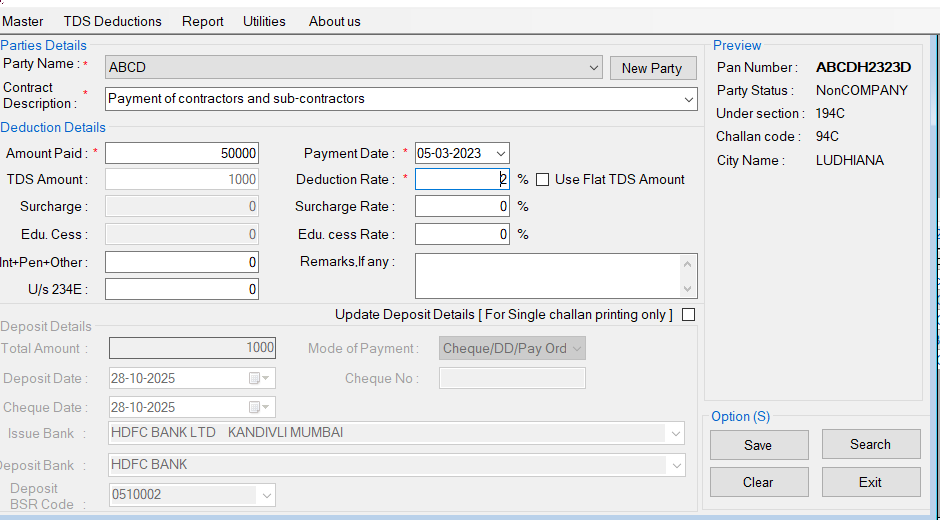 Master TDS Deductions Report Utilities About us
Parties Details
Party Name : * ABCD New Party
Contract Description : * Payment of contractors and sub-contractors
Deduction Details
Amount Paid : * 50000 Payment Date : * 05-03-2023
TDS Amount : 1000 Deduction Rate : * 2 % Use Flat TDS Amount
Surcharge : 0 Surcharge Rate : 0 %
Edu. Cess : 0 Edu. cess Rate : 0 %
Int+Pen+Other : 0 Remarks,If any :
U/s 234E : 0
Update Deposit Details [ For Single challan printing only ]
Deposit Details
Total Amount : 1000 Mode of Payment : Cheque/DD/Pay Ord
Deposit Date : 28-10-2025 Cheque No :
Cheque Date : 28-10-2025
Issue Bank : HDFC BANK LTD KANDIVLI MUMBAI
Deposit Bank : HDFC BANK
Deposit BSR Code : 0510002
Preview
Pan Number : ABCDH2323D
Party Status : NonCOMPANY
Under section : 194C
Challan code : 94C
City Name : LUDHIANA
Option (S)
Save Search
Clear Exit